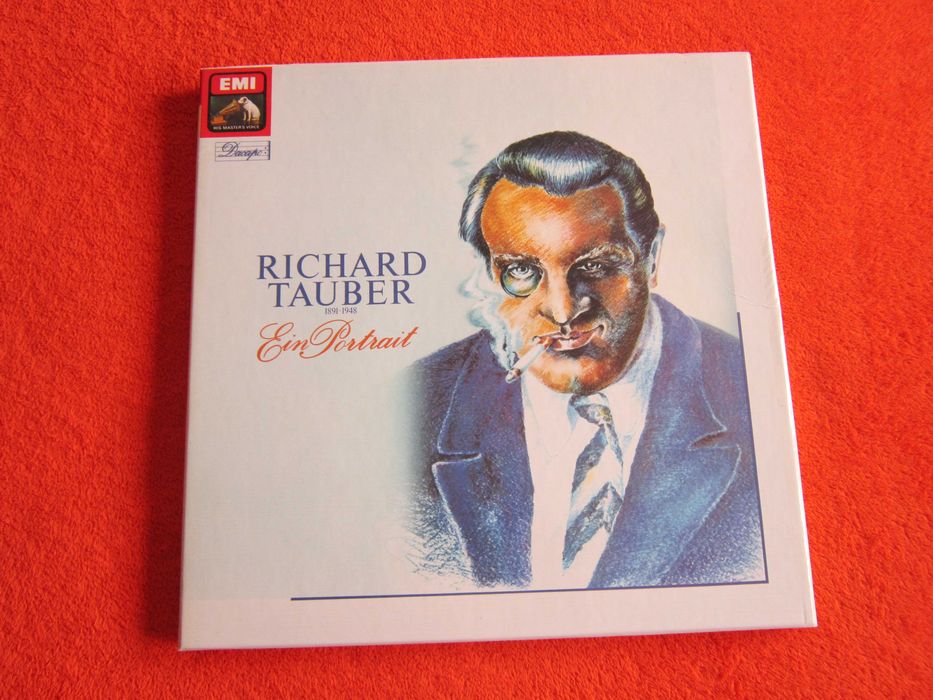 EMI
HIS MASTER'S VOICE
Dacapo
RICHARD
TAUBER
1891-1948
Ein Portrait